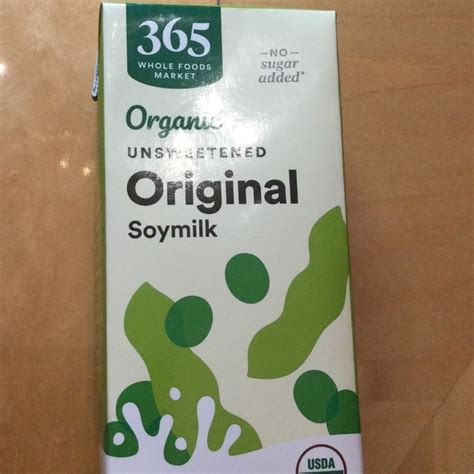 365
WHOLE FOODS
MARKET
—NO—
sugar
added*
Organic
UNSWEETENED
Original
Soymilk
USDA